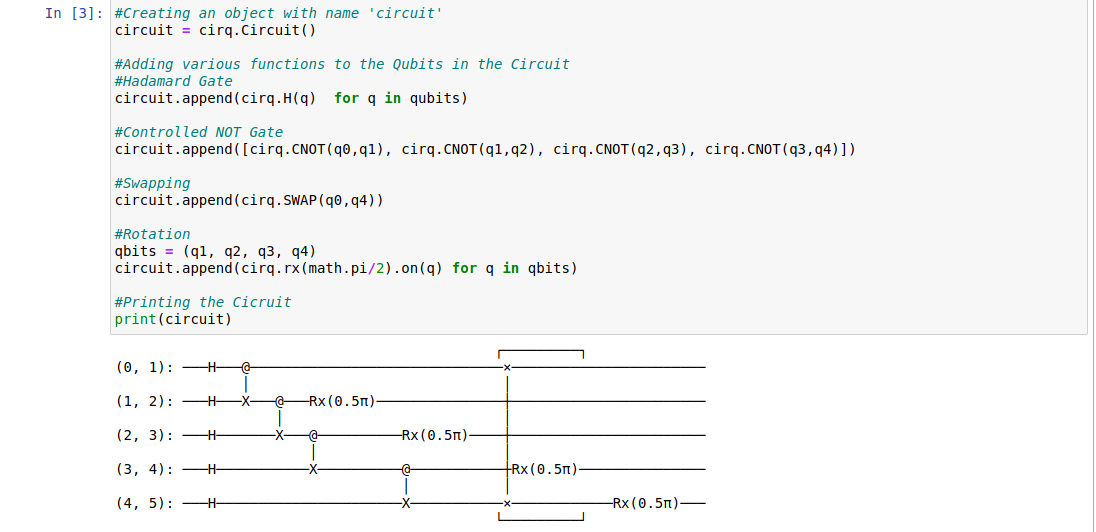 In [3]: #Creating an object with name 'circuit'
circuit = cirq.Circuit()
#Adding various functions to the Qubits in the Circuit
#Hadamard Gate
circuit.append(cirq.H(q)  for q in qubits)
#Controlled NOT Gate
circuit.append([cirq.CNOT(q0,q1), cirq.CNOT(q1,q2), cirq.CNOT(q2,q3), cirq.CNOT(q3,q4)])
#Swapping
circuit.append(cirq.SWAP(q0,q4))
#Rotation
qbits = (q1, q2, q3, q4)
circuit.append(cirq.rx(math.pi/2).on(q) for q in qbits)
#Printing the Cicruit
print(circuit)
(0, 1): ───H───@──────────────────────────────×───────────────────────
(1, 2): ───H───X───@───Rx(0.5π)───────────────┼───────────────────────
(2, 3): ───H───────X───@──────────Rx(0.5π)────┼───────────────────────
(3, 4): ───H───────────X──────────@───────────┼Rx(0.5π)───────────────
(4, 5): ───H──────────────────────X───────────×────────────Rx(0.5π)───